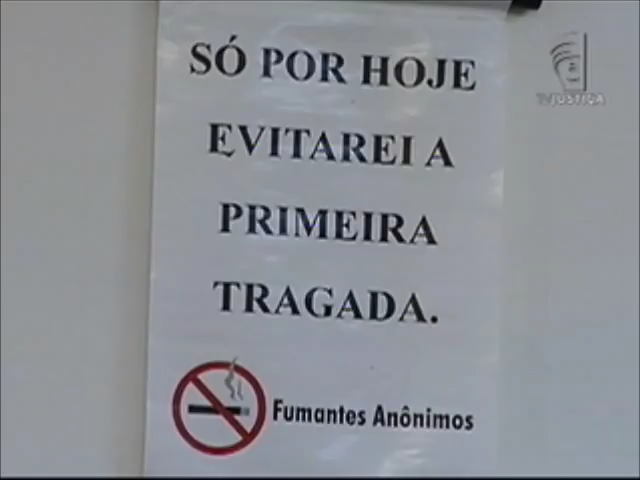 SÓ POR HOJE
EVITAREI A
PRIMEIRA
TRAGADA.
Fumantes Anônimos
TV JUSTIÇA